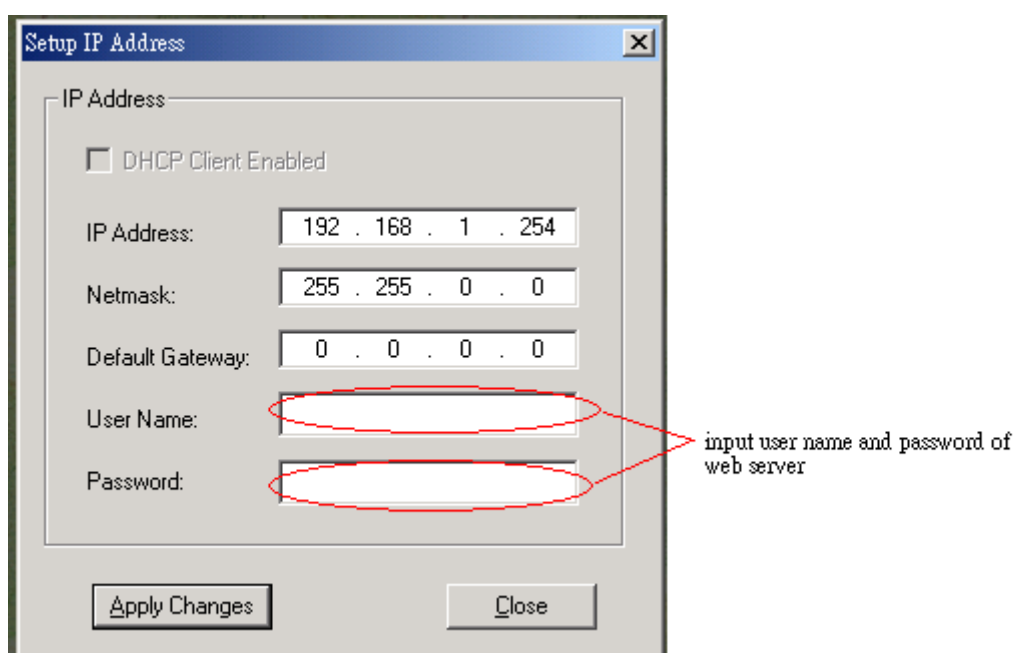 Setup IP Address
IP Address
DHCP Client Enabled
IP Address: 192 . 168 . 1 . 254
Netmask: 255 . 255 . 0 . 0
Default Gateway: 0 . 0 . 0 . 0
User Name:
Password:
input user name and password of
web server
Apply Changes Close